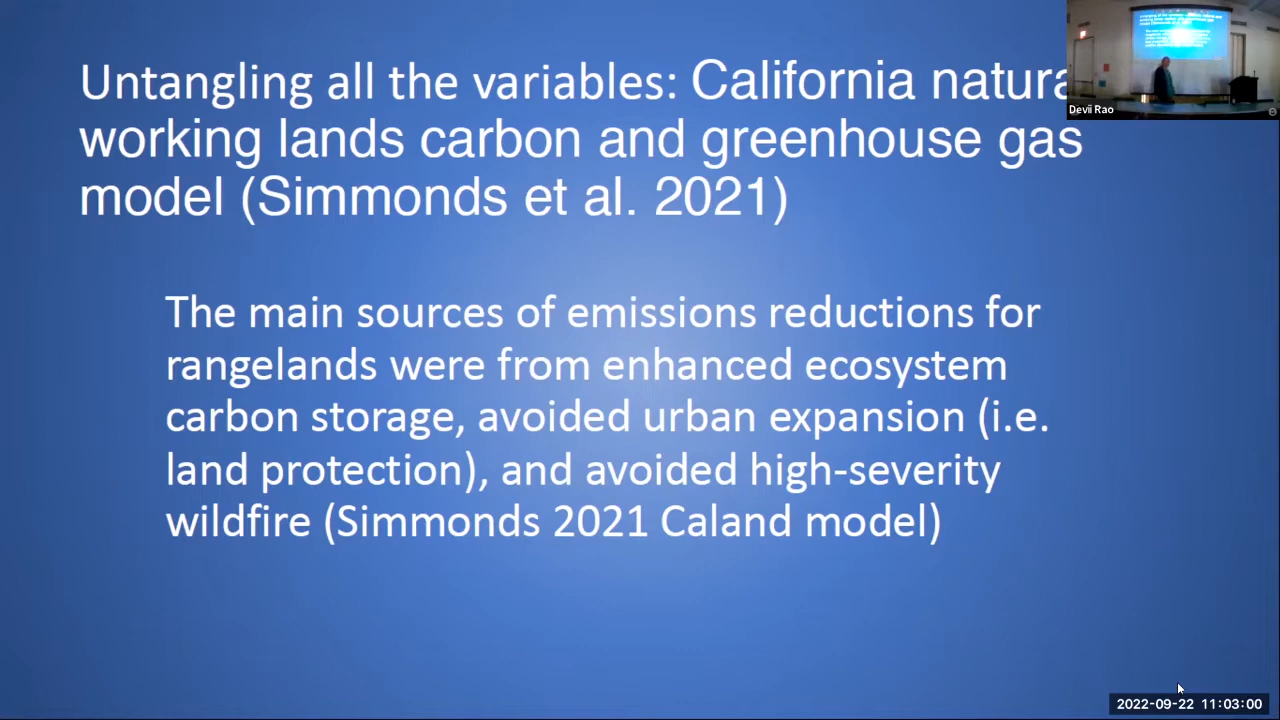 Untangling all the variables: California natura
working lands carbon and greenhouse gas
model (Simmonds et al. 2021)
The main sources of emissions reductions for
rangelands were from enhanced ecosystem
carbon storage, avoided urban expansion (i.e.
land protection), and avoided high-severity
wildfire (Simmonds 2021 Caland model)
Devii Rao
2022-09-22 11:03:00